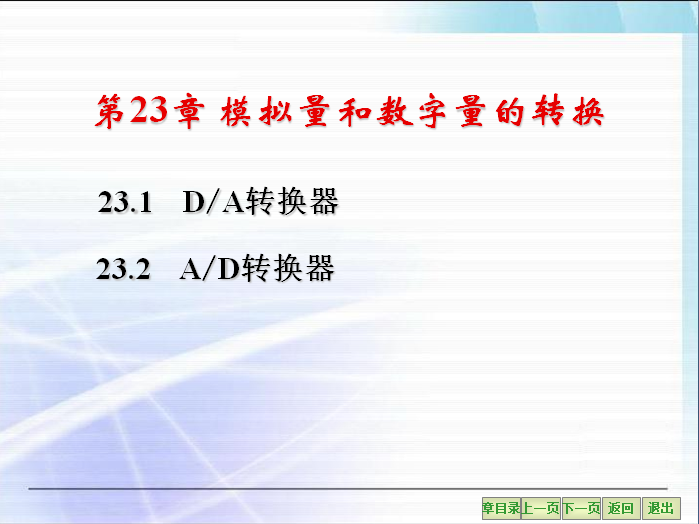 第23章 模拟量和数字量的转换
23.1 D/A转换器
23.2 A/D转换器
章目录 上一页 下一页 返回 退出